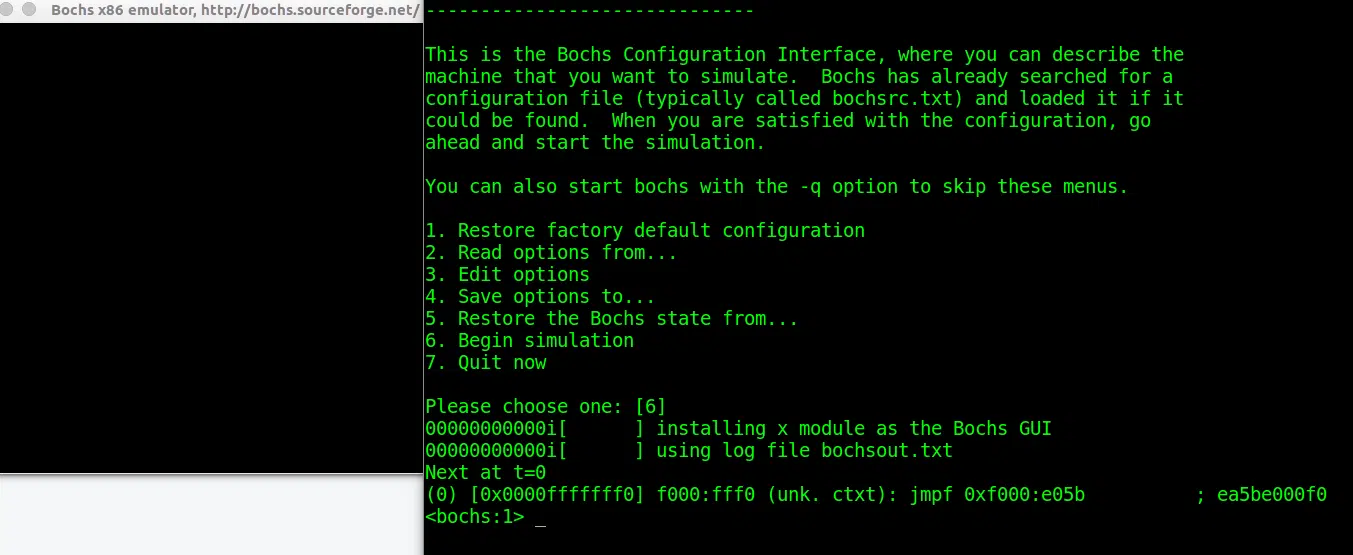 Bochs x86 emulator, http://bochs.sourceforge.net/
------------------------------
This is the Bochs Configuration Interface, where you can describe the
machine that you want to simulate.  Bochs has already searched for a
configuration file (typically called bochsrc.txt) and loaded it if it
could be found.  When you are satisfied with the configuration, go
ahead and start the simulation.
You can also start bochs with the -q option to skip these menus.
1. Restore factory default configuration
2. Read options from...
3. Edit options
4. Save options to...
5. Restore the Bochs state from...
6. Begin simulation
7. Quit now
Please choose one: [6]
00000000000i[      ] installing x module as the Bochs GUI
00000000000i[      ] using log file bochsout.txt
Next at t=0
(0) [0x0000fffffff0] f000:fff0 (unk. ctxt): jmpf 0xf000:e05b          ; ea5be000f0
<bochs:1> _